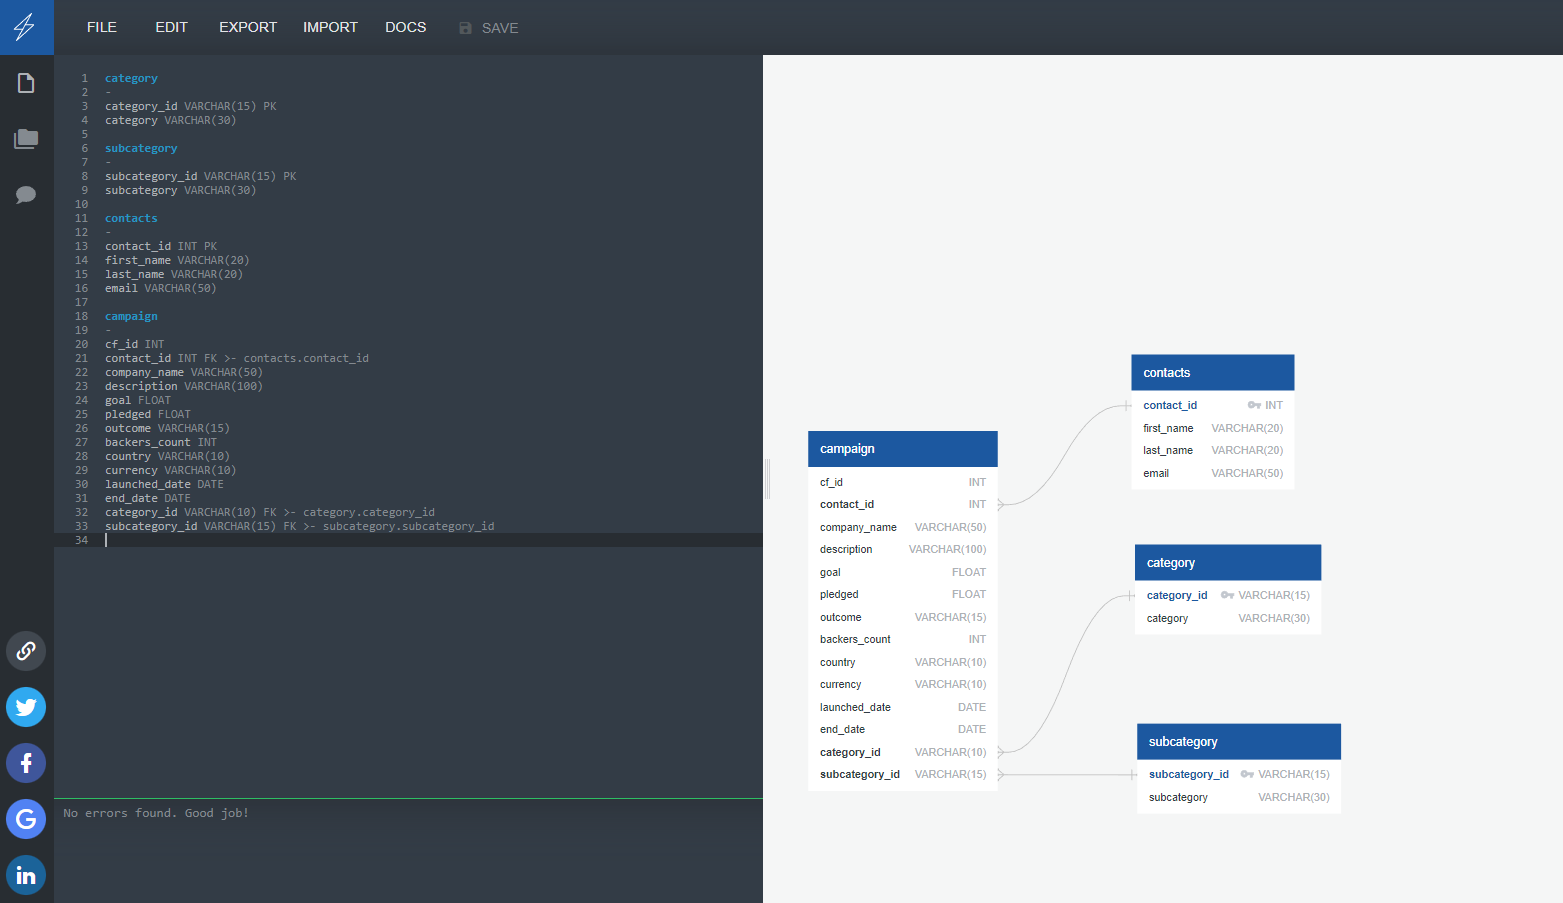 FILE EDIT EXPORT IMPORT DOCS SAVE
1 category
2 -
3 category_id VARCHAR(15) PK
4 category VARCHAR(30)
5
6 subcategory
7 -
8 subcategory_id VARCHAR(15) PK
9 subcategory VARCHAR(30)
10
11 contacts
12 -
13 contact_id INT PK
14 first_name VARCHAR(20)
15 last_name VARCHAR(20)
16 email VARCHAR(50)
17
18 campaign
19 -
20 cf_id INT
21 contact_id INT FK >- contacts.contact_id
22 company_name VARCHAR(50)
23 description VARCHAR(100)
24 goal FLOAT
25 pledged FLOAT
26 outcome VARCHAR(15)
27 backers_count INT
28 country VARCHAR(10)
29 currency VARCHAR(10)
30 launched_date DATE
31 end_date DATE
32 category_id VARCHAR(10) FK >- category.category_id
33 subcategory_id VARCHAR(15) FK >- subcategory.subcategory_id
34
No errors found. Good job!
campaign
cf_id INT
contact_id INT
company_name VARCHAR(50)
description VARCHAR(100)
goal FLOAT
pledged FLOAT
outcome VARCHAR(15)
backers_count INT
country VARCHAR(10)
currency VARCHAR(10)
launched_date DATE
end_date DATE
category_id VARCHAR(10)
subcategory_id VARCHAR(15)
contacts
contact_id INT
first_name VARCHAR(20)
last_name VARCHAR(20)
email VARCHAR(50)
category
category_id VARCHAR(15)
category VARCHAR(30)
subcategory
subcategory_id VARCHAR(15)
subcategory VARCHAR(30)